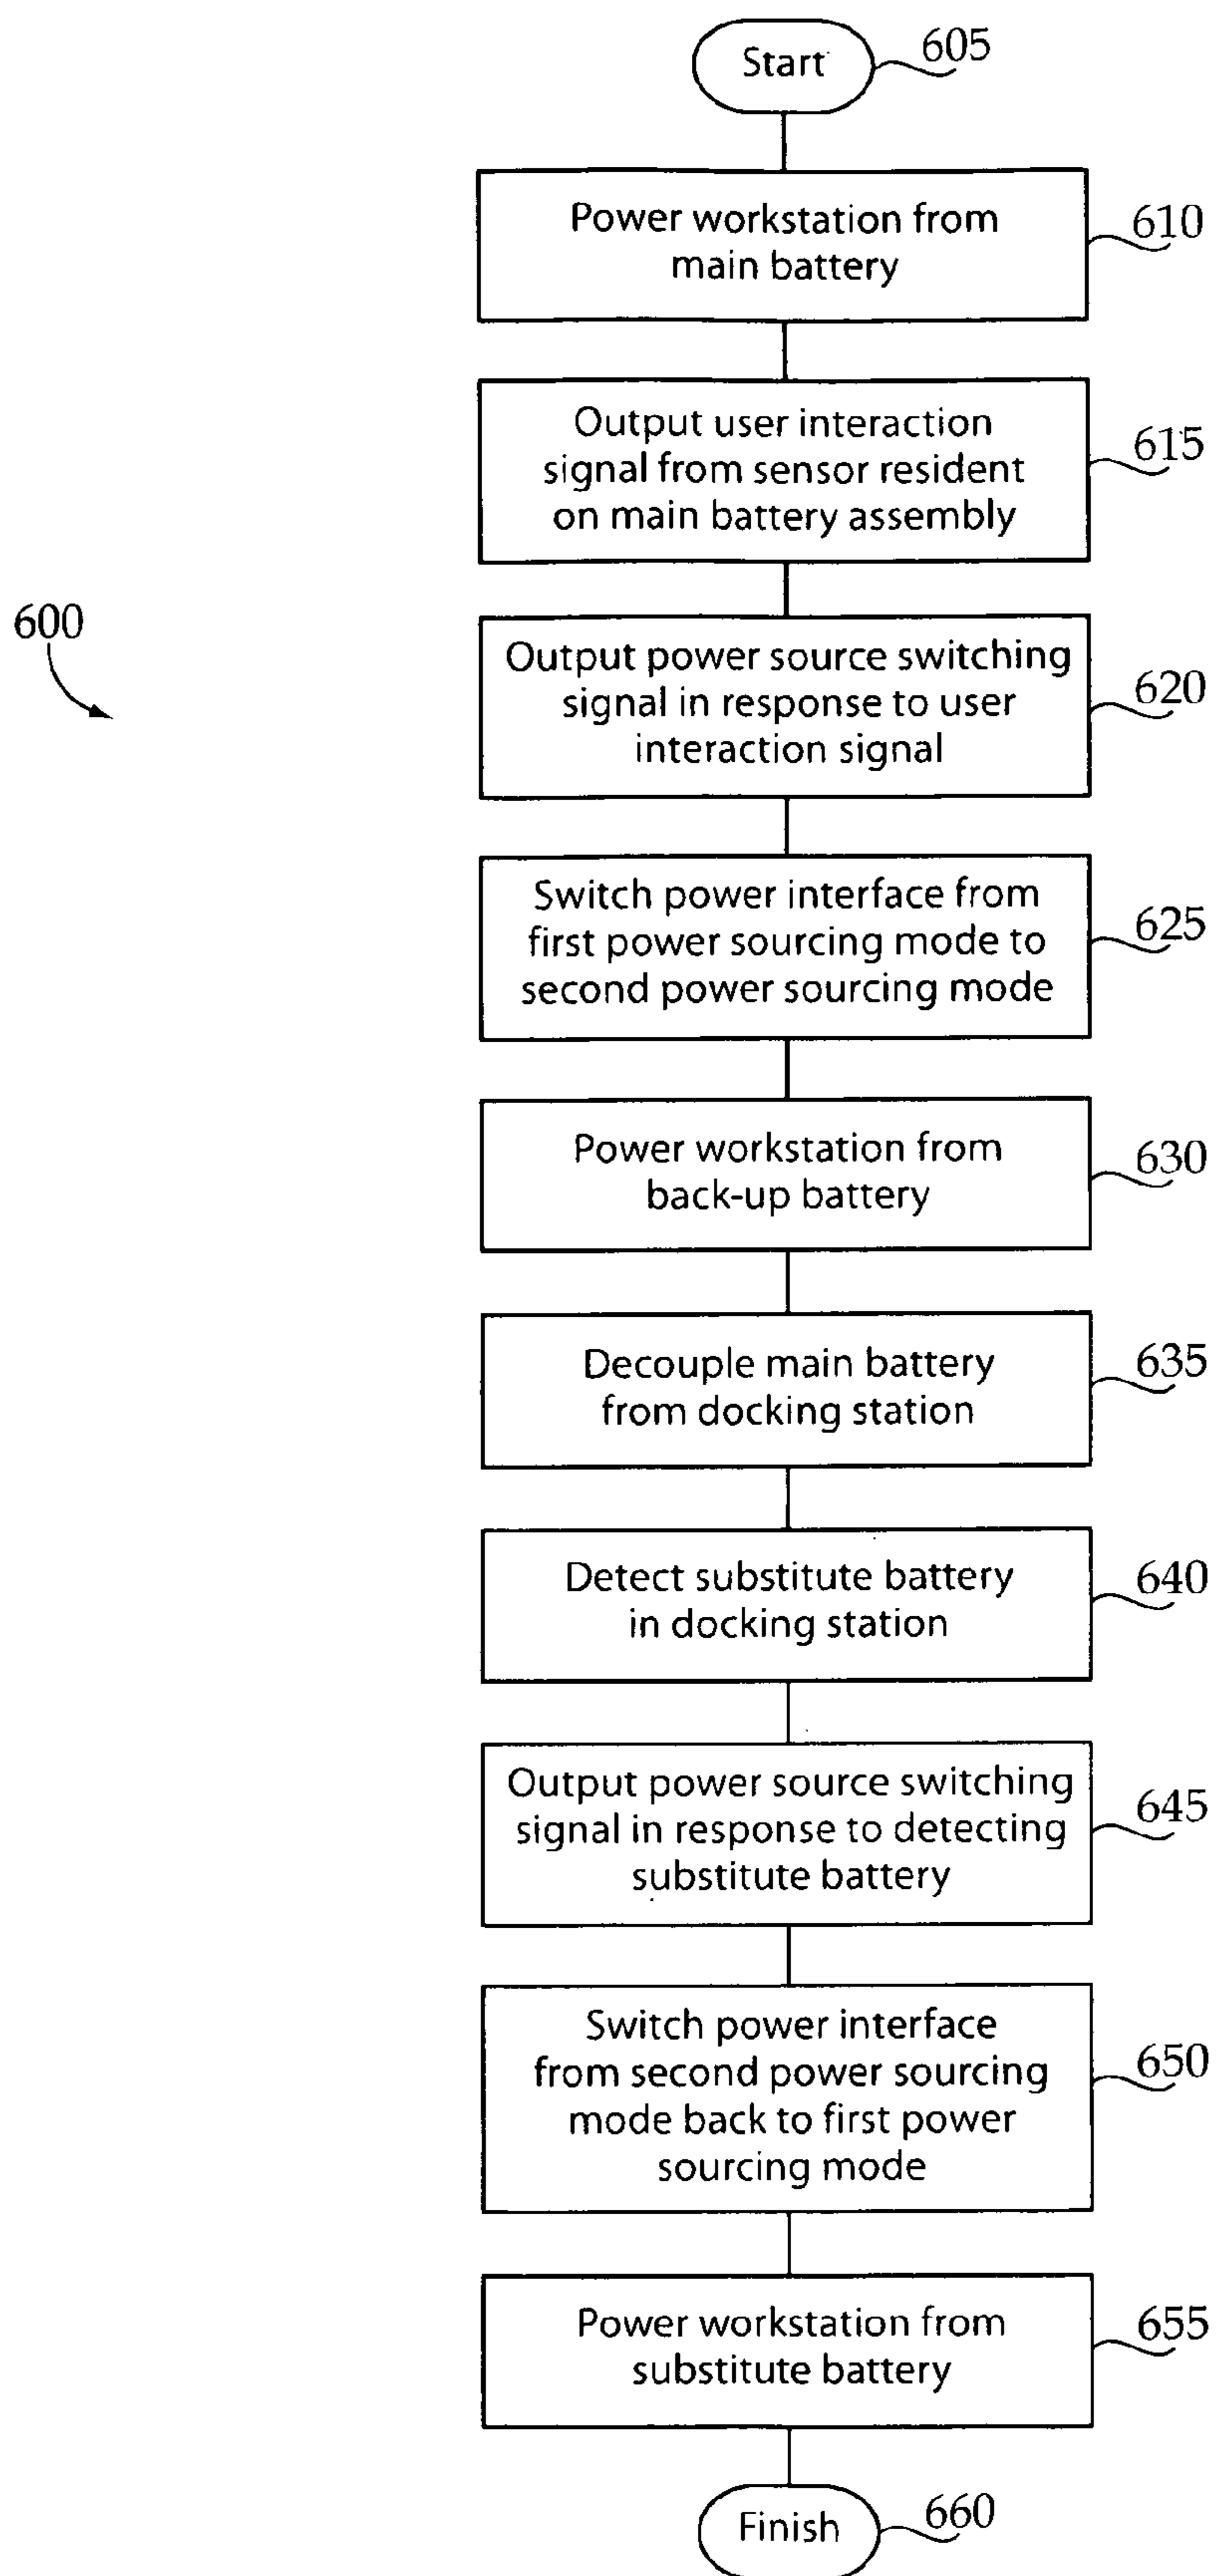 Start
605
Power workstation from
main battery
610
Output user interaction
signal from sensor resident
on main battery assembly
615
600
Output power source switching
signal in response to user
interaction signal
620
Switch power interface from
first power sourcing mode to
second power sourcing mode
625
Power workstation from
back-up battery
630
Decouple main battery
from docking station
635
Detect substitute battery
in docking station
640
Output power source switching
signal in response to detecting
substitute battery
645
Switch power interface
from second power sourcing
mode back to first power
sourcing mode
650
Power workstation from
substitute battery
655
Finish
660